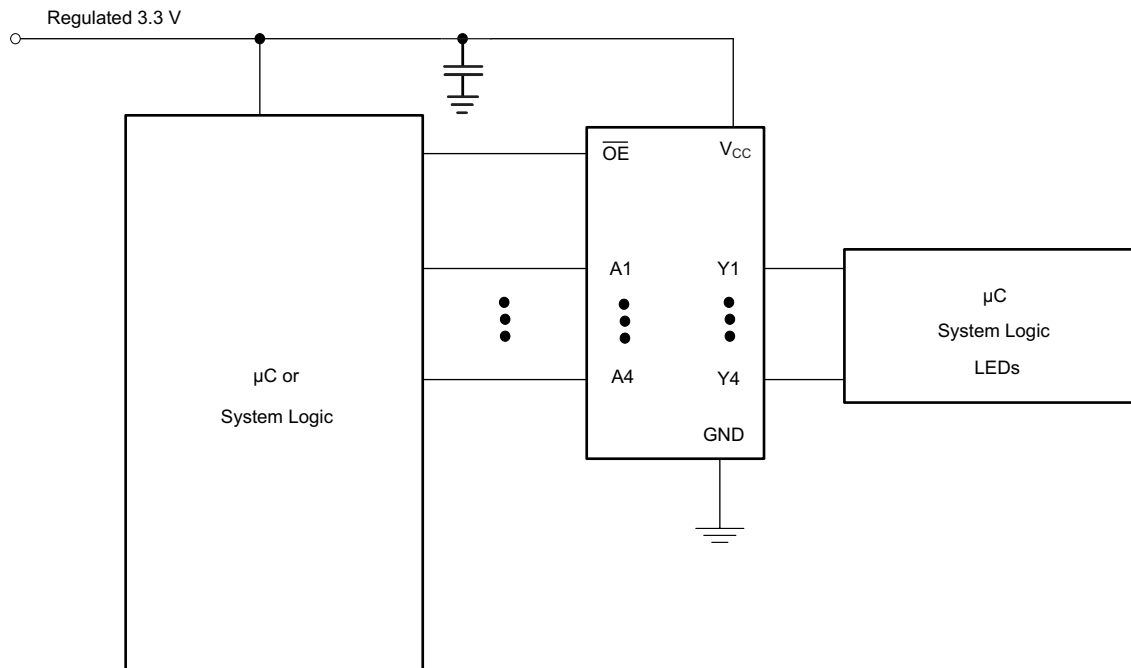 Regulated 3.3 V
OE
VCC
A1
Y1
µC
System Logic
LEDs
µC or
System Logic
A4
Y4
GND